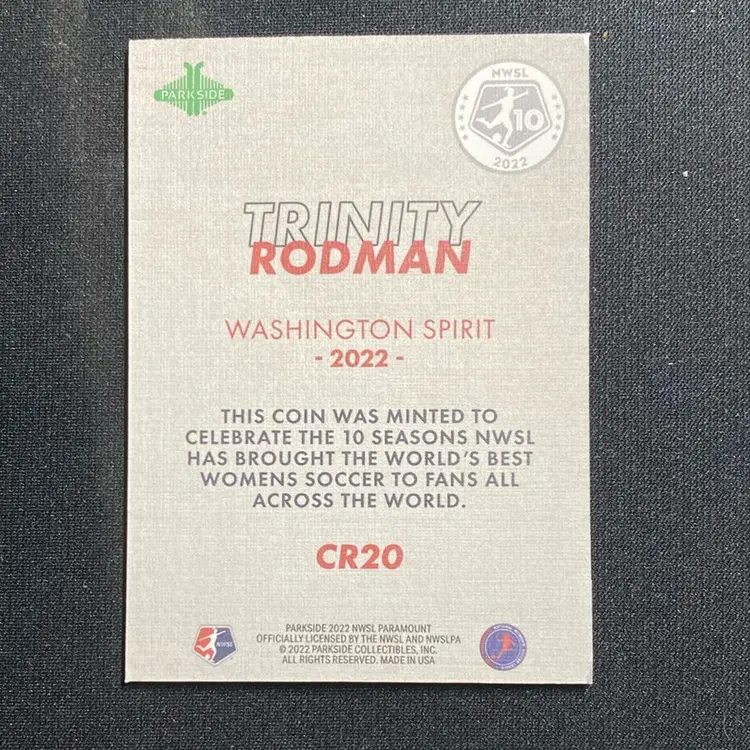 PARKSIDE
NWSL
10
2022
TRINITY
RODMAN
WASHINGTON SPIRIT
- 2022 -
THIS COIN WAS MINTED TO
CELEBRATE THE 10 SEASONS NWSL
HAS BROUGHT THE WORLD'S BEST
WOMENS SOCCER TO FANS ALL
ACROSS THE WORLD.
CR20
NWSL
PARKSIDE 2022 NWSL PARAMOUNT
OFFICIALLY LICENSED BY THE NWSL AND NWSLPA
© 2022 PARKSIDE COLLECTIBLES, INC.
ALL RIGHTS RESERVED. MADE IN USA